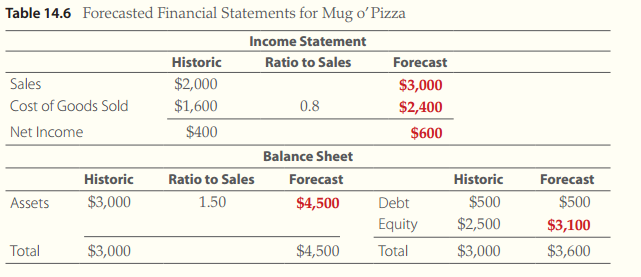 Table 14.6 Forecasted Financial Statements for Mug o' Pizza
Income Statement
Historic Ratio to Sales Forecast
Sales $2,000 $3,000
Cost of Goods Sold $1,600 0.8 $2,400
Net Income $400 $600
Balance Sheet
Historic Ratio to Sales Forecast Historic Forecast
Assets $3,000 1.50 $4,500 Debt $500 $500
Equity $2,500 $3,100
Total $3,000 $4,500 Total $3,000 $3,600